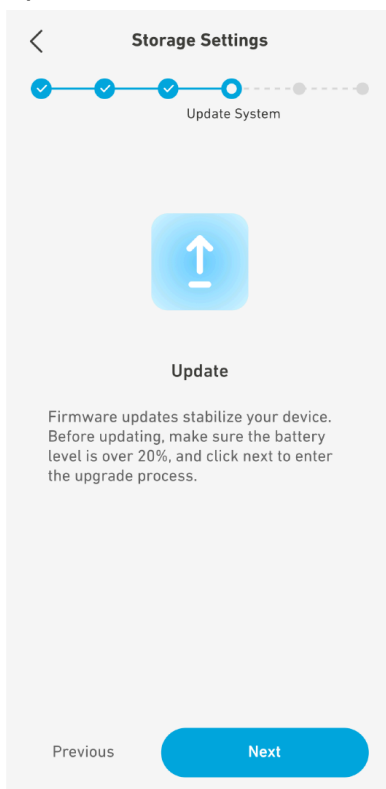 Storage Settings
Update System
Update
Firmware updates stabilize your device.
Before updating, make sure the battery
level is over 20%, and click next to enter
the upgrade process.
Previous
Next